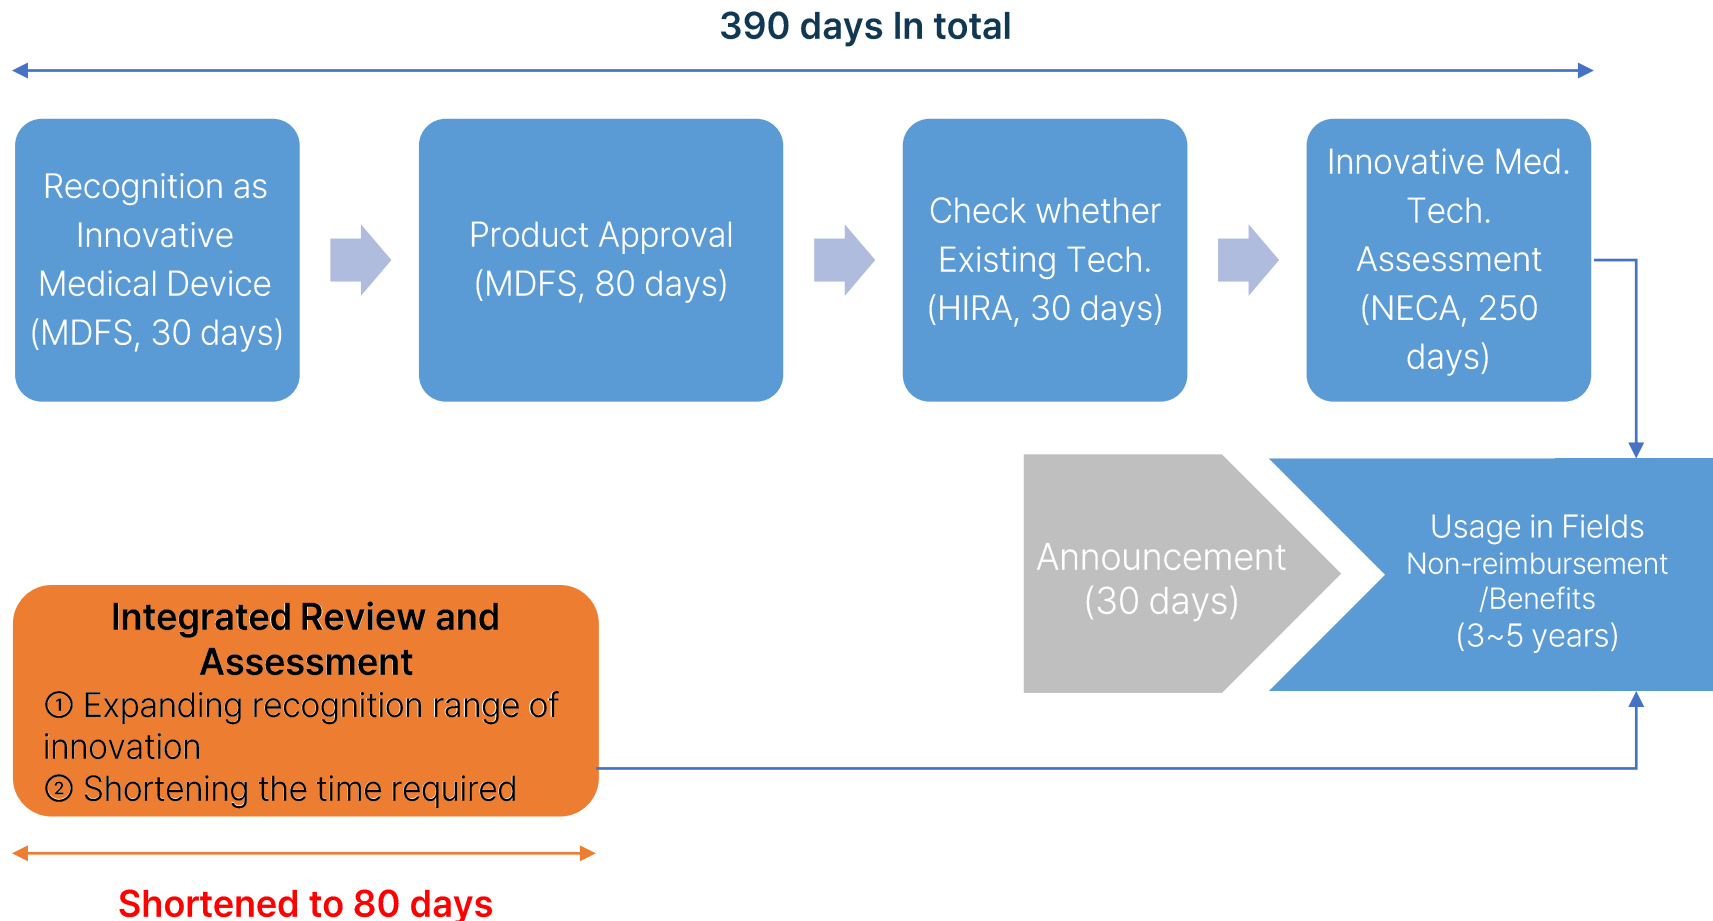 390 days In total
Recognition as
Innovative
Medical Device
(MDFS, 30 days)
Product Approval
(MDFS, 80 days)
Check whether
Existing Tech.
(HIRA, 30 days)
Innovative Med.
Tech.
Assessment
(NECA, 250
days)
Announcement
(30 days)
Usage in Fields
Non-reimbursement
/Benefits
(3~5 years)
Integrated Review and
Assessment
① Expanding recognition range of
innovation
② Shortening the time required
Shortened to 80 days